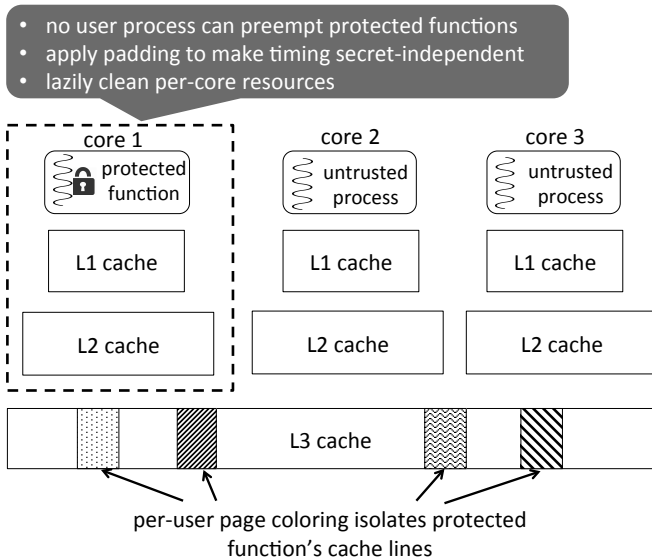 • no user process can preempt protected functions
• apply padding to make timing secret-independent
• lazily clean per-core resources
core 1
core 2
core 3
protected
function
untrusted
process
untrusted
process
L1 cache
L1 cache
L1 cache
L2 cache
L2 cache
L2 cache
L3 cache
per-user page coloring isolates protected
function's cache lines